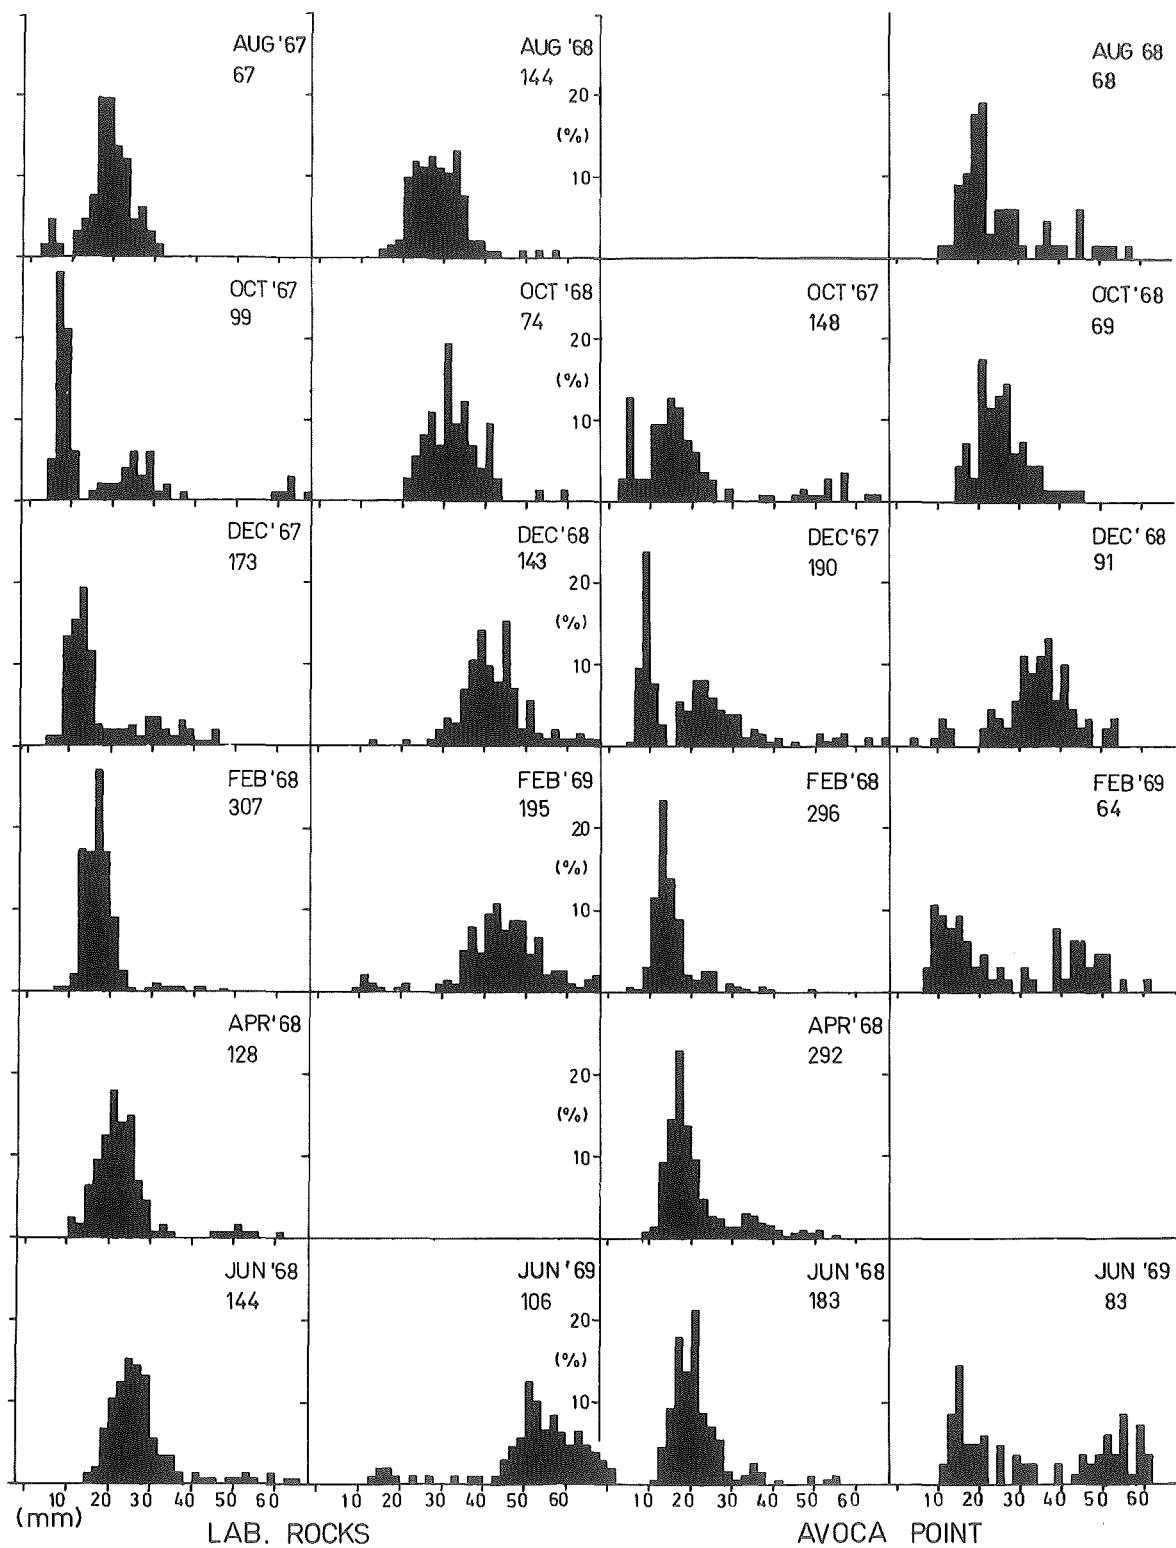 AUG '67
67
AUG '68
144
20
(%)
10
AUG 68
68
OCT '67
99
OCT '68
74
20
(%)
10
OCT '67
148
OCT '68
69
DEC '67
173
DEC '68
143
20
(%)
10
DEC '67
190
DEC '68
91
FEB '68
307
FEB '69
195
20
(%)
10
FEB '68
296
FEB '69
64
APR '68
128
20
(%)
10
APR '68
292
JUN '68
144
JUN '69
106
20
(%)
10
JUN '68
183
JUN '69
83
10 20 30 40 50 60 10 20 30 40 50 60 10 20 30 40 50 60 10 20 30 40 50 60
(mm)
LAB. ROCKS AVOCA POINT